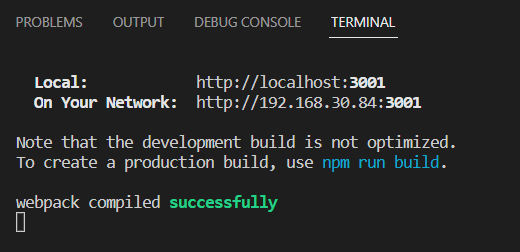 PROBLEMS OUTPUT DEBUG CONSOLE TERMINAL
Local: http://localhost:3001
On Your Network: http://192.168.30.84:3001
Note that the development build is not optimized.
To create a production build, use npm run build.
webpack compiled successfully